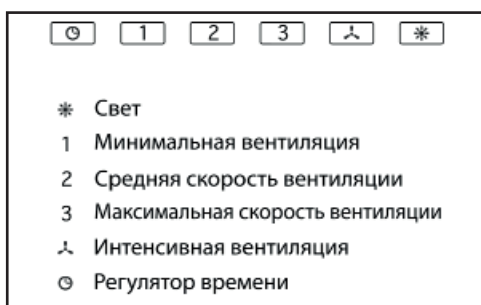 1 2 3
Свет
1 Минимальная вентиляция
2 Средняя скорость вентиляции
3 Максимальная скорость вентиляции
Интенсивная вентиляция
Регулятор времени